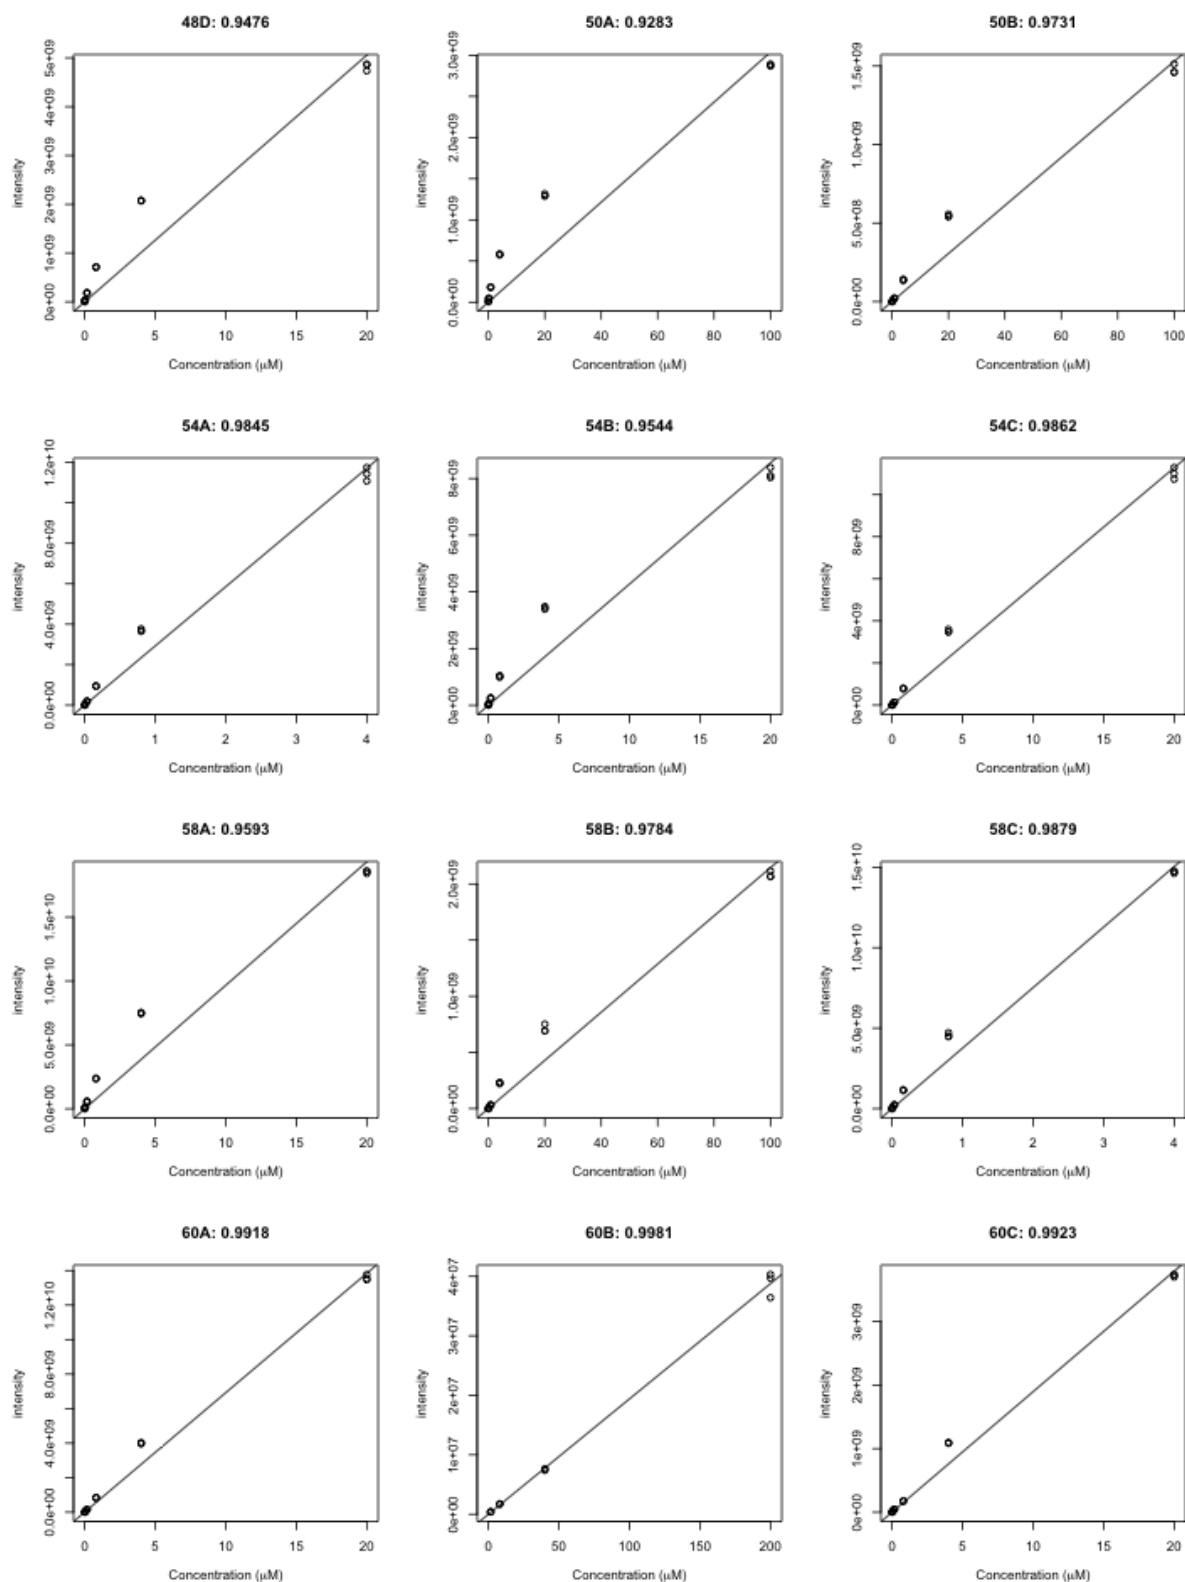 48D: 0.9476
intensity
0e+00 1e+09 2e+09 3e+09 4e+09 5e+09
0 5 10 15 20
Concentration (μM)
50A: 0.9283
intensity
0.0e+00 1.0e+09 2.0e+09 3.0e+09
0 20 40 60 80 100
Concentration (μM)
50B: 0.9731
intensity
0.0e+00 5.0e+08 1.0e+09 1.5e+09
0 20 40 60 80 100
Concentration (μM)
54A: 0.9845
intensity
0.0e+00 4.0e+09 8.0e+09 1.2e+10
0 1 2 3 4
Concentration (μM)
54B: 0.9544
intensity
0e+00 2e+09 4e+09 6e+09 8e+09
0 5 10 15 20
Concentration (μM)
54C: 0.9862
intensity
0e+00 4e+09 8e+09
0 5 10 15 20
Concentration (μM)
58A: 0.9593
intensity
0.0e+00 5.0e+09 1.0e+10 1.5e+10
0 5 10 15 20
Concentration (μM)
58B: 0.9784
intensity
0.0e+00 1.0e+09 2.0e+09
0 20 40 60 80 100
Concentration (μM)
58C: 0.9879
intensity
0.0e+00 5.0e+09 1.0e+10 1.5e+10
0 1 2 3 4
Concentration (μM)
60A: 0.9918
intensity
0.0e+00 4.0e+09 8.0e+09 1.2e+10
0 5 10 15 20
Concentration (μM)
60B: 0.9981
intensity
0e+00 1e+07 2e+07 3e+07 4e+07
0 50 100 150 200
Concentration (μM)
60C: 0.9923
intensity
0e+00 1e+09 2e+09 3e+09
0 5 10 15 20
Concentration (μM)